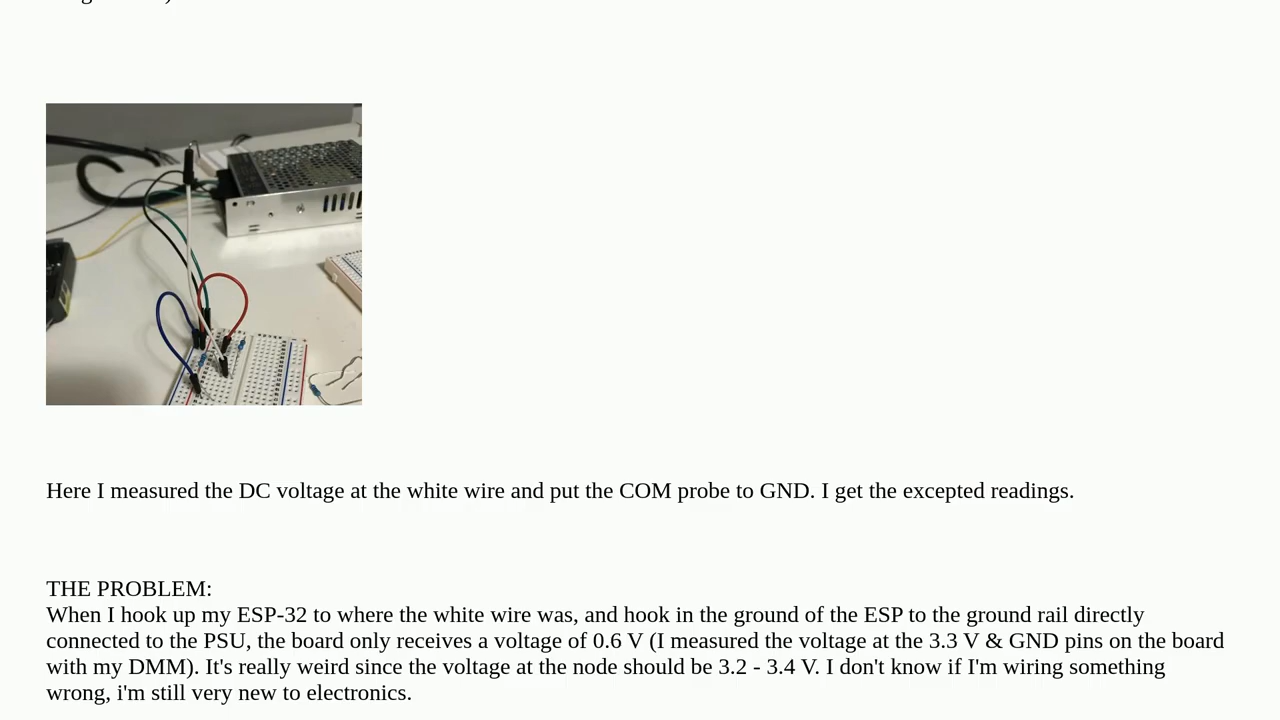 Here I measured the DC voltage at the white wire and put the COM probe to GND. I get the excepted readings.
THE PROBLEM:
When I hook up my ESP-32 to where the white wire was, and hook in the ground of the ESP to the ground rail directly
connected to the PSU, the board only receives a voltage of 0.6 V (I measured the voltage at the 3.3 V & GND pins on the board
with my DMM). It's really weird since the voltage at the node should be 3.2 - 3.4 V. I don't know if I'm wiring something
wrong, i'm still very new to electronics.